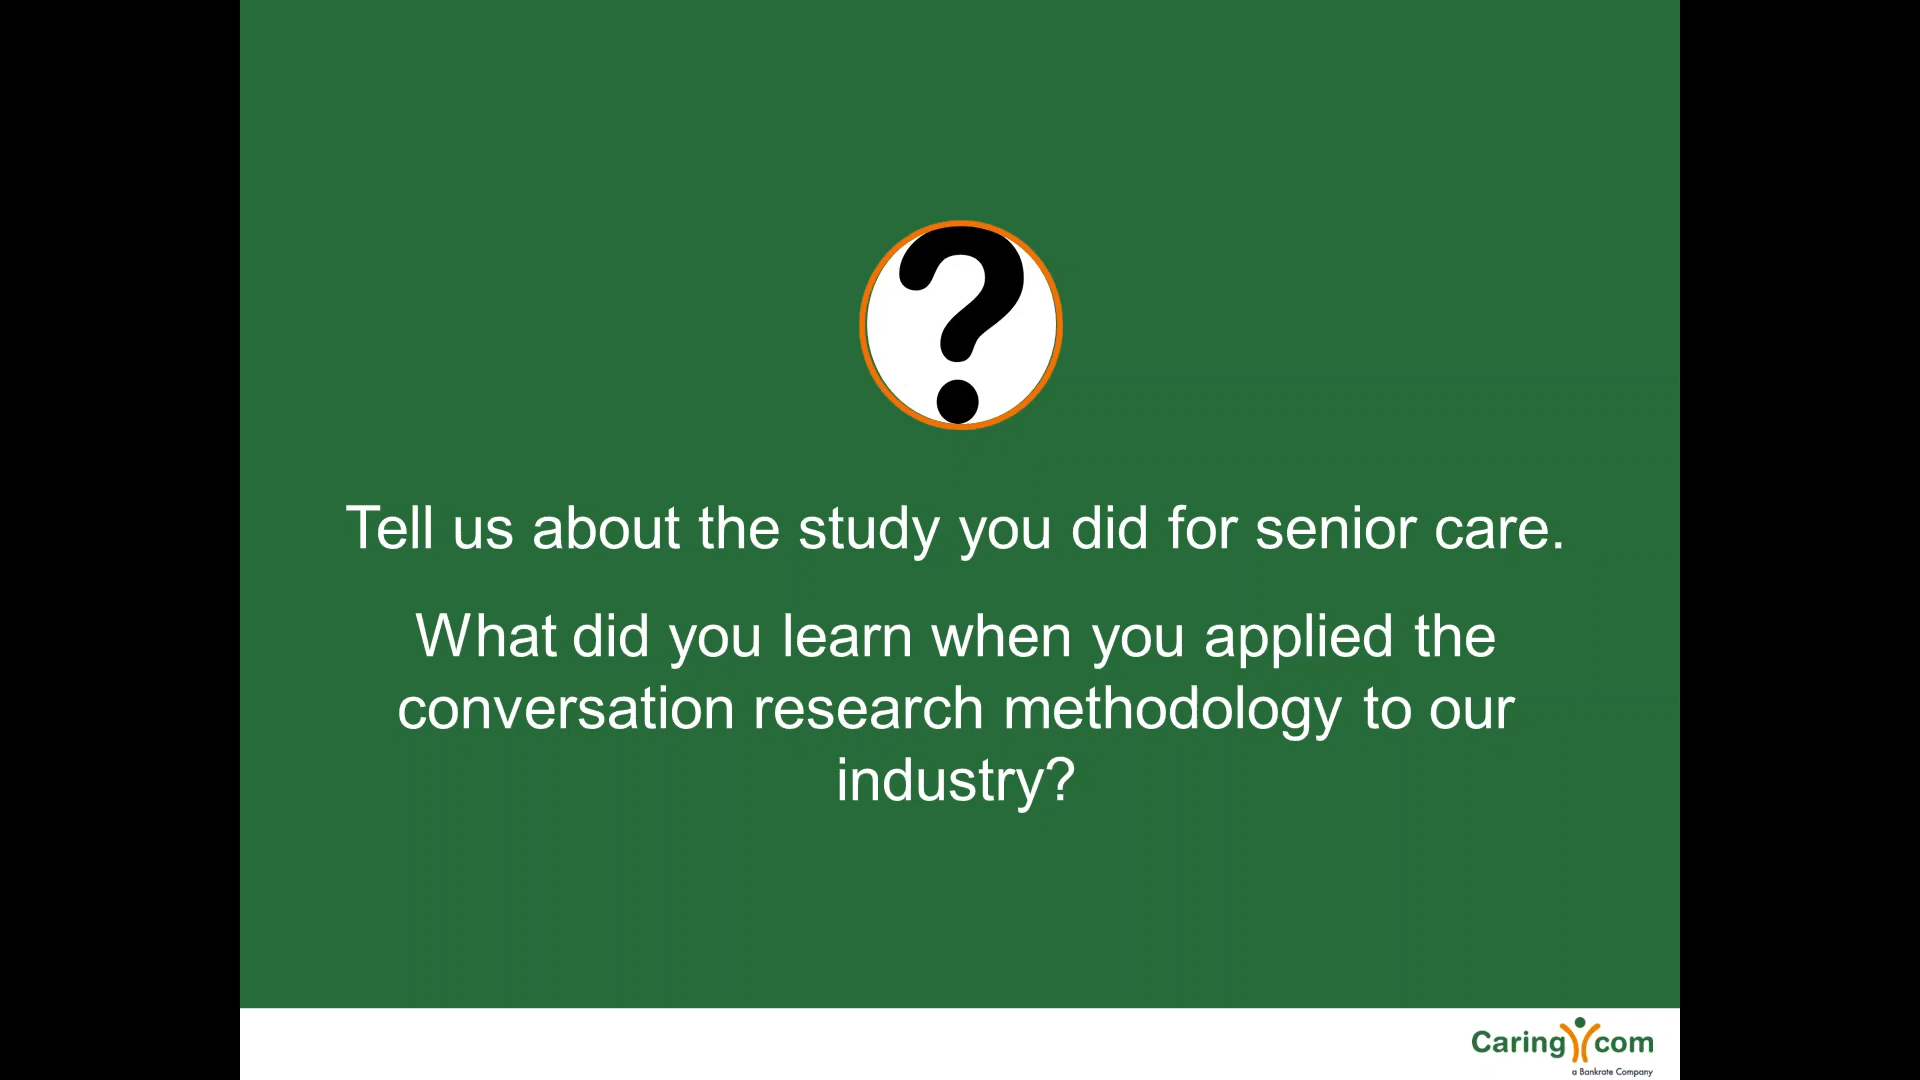 ?
Tell us about the study you did for senior care.
What did you learn when you applied the
conversation research methodology to our
industry?
Caring com
a Bankrate Company